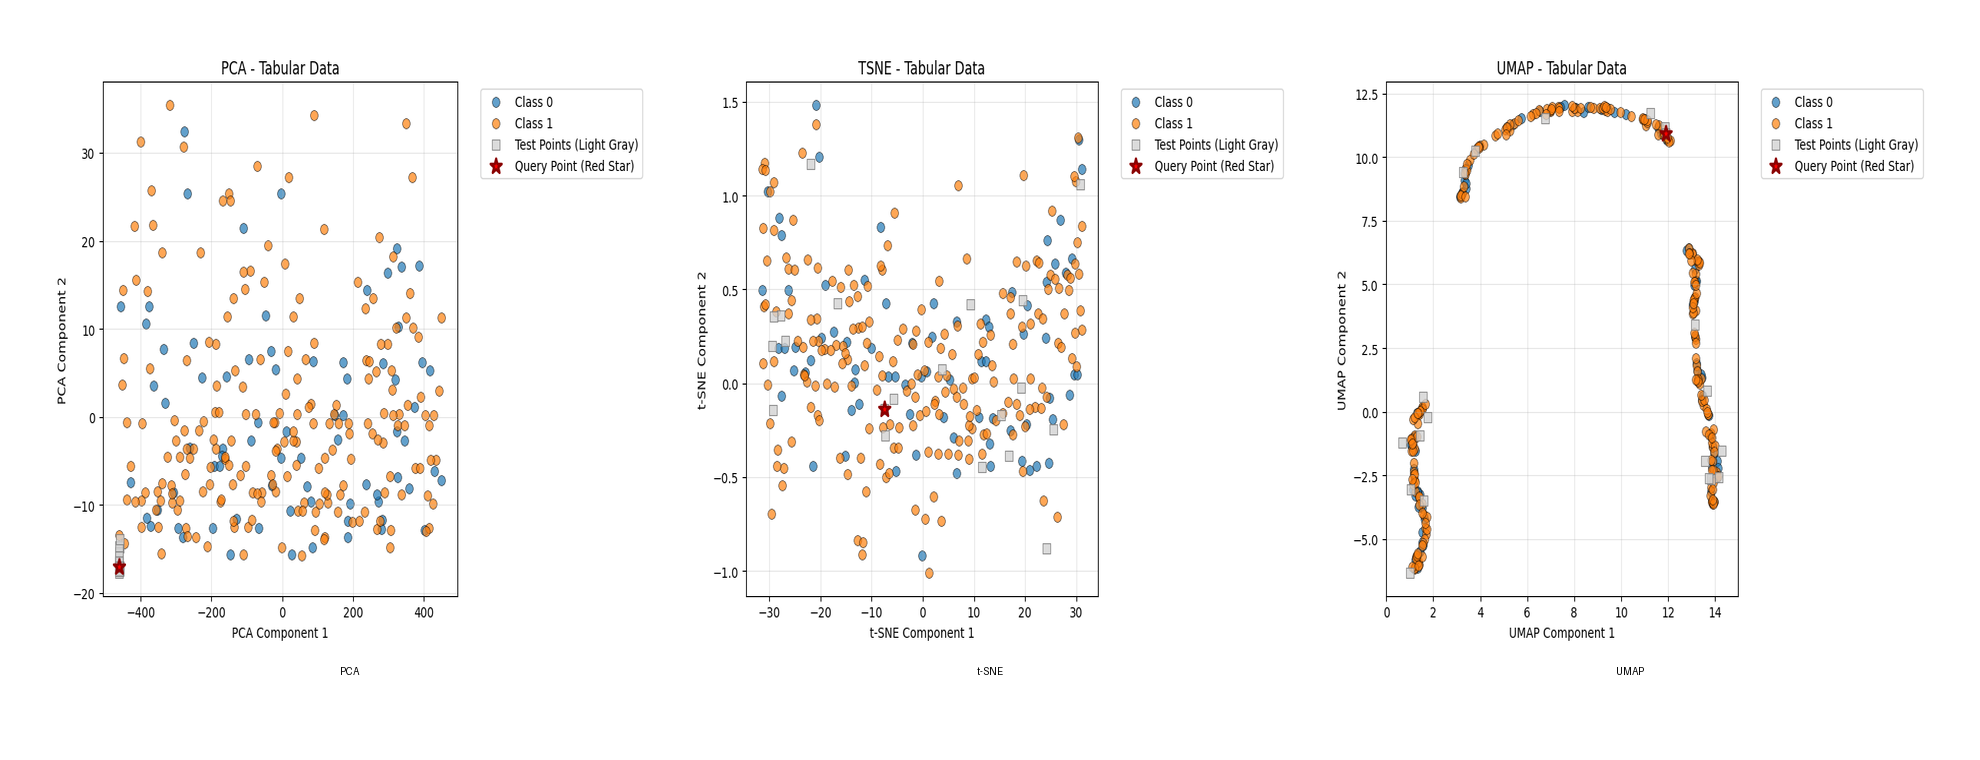 PCA - Tabular Data
PCA Component 2
30
20
10
0
−10
−20
−400
−200
0
200
400
PCA Component 1
Class 0
Class 1
Test Points (Light Gray)
Query Point (Red Star)
PCA
TSNE - Tabular Data
t-SNE Component 2
1.5
1.0
0.5
0.0
−0.5
−1.0
−30
−20
−10
0
10
20
30
t-SNE Component 1
Class 0
Class 1
Test Points (Light Gray)
Query Point (Red Star)
t-SNE
UMAP - Tabular Data
UMAP Component 2
12.5
10.0
7.5
5.0
2.5
0.0
−2.5
−5.0
0
2
4
6
8
10
12
14
UMAP Component 1
Class 0
Class 1
Test Points (Light Gray)
Query Point (Red Star)
UMAP